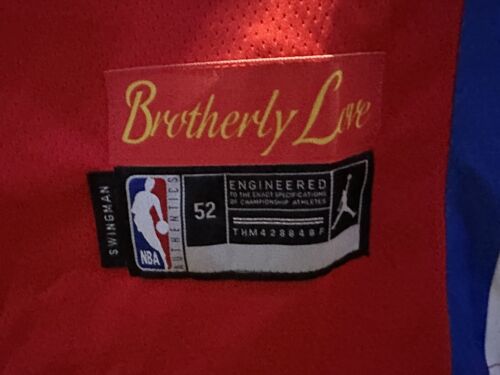 Brotherly Love
SWINGMAN
NBA
AUTHENTICS
52
ENGINEERED
TO THE EXACT SPECIFICATIONS
OF CHAMPIONSHIP ATHLETES